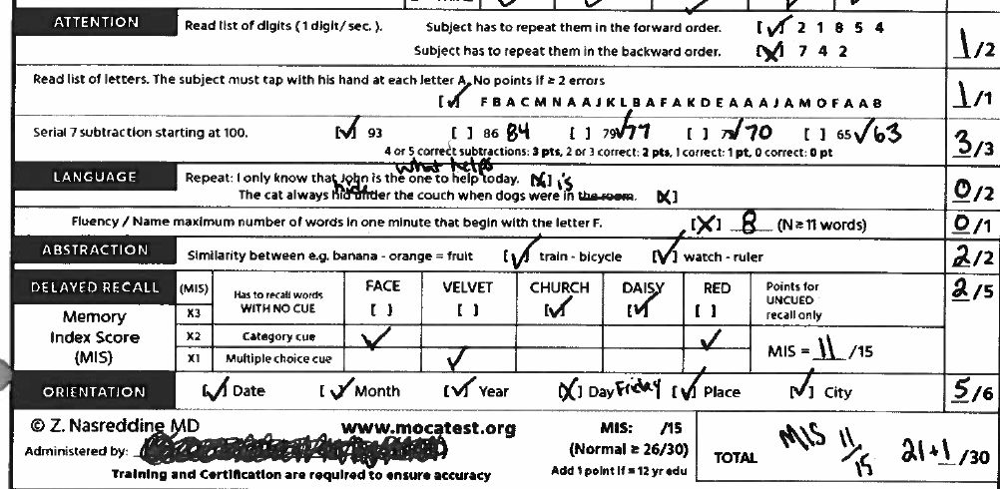 ATTENTION Read list of digits (1 digit/ sec.). Subject has to repeat them in the forward order. [✓] 2 1 8 5 4
Subject has to repeat them in the backward order. [X] 7 4 2 1/2
Read list of letters. The subject must tap with his hand at each letter A. No points if ≥ 2 errors
[✓] F B A C M N A A J K L B A F A K D E A A A J A M O F A A B 1/1
Serial 7 subtraction starting at 100. [✓] 93 [ ] 86 84 [ ] 79 ✓77 [ ] 72 ✓70 [ ] 65 ✓63
4 or 5 correct subtractions: 3 pts, 2 or 3 correct: 2 pts, 1 correct: 1 pt, 0 correct: 0 pt 3/3
what helps
LANGUAGE Repeat: I only know that John is the one to help today. [X] is
hide
The cat always hid under the couch when dogs were in the room. [X] 0/2
Fluency / Name maximum number of words in one minute that begin with the letter F. [X] 8 (N ≥ 11 words) 0/1
ABSTRACTION Similarity between e.g. banana - orange = fruit [✓] train - bicycle [✓] watch - ruler 2/2
DELAYED RECALL (MIS) Has to recall words WITH NO CUE FACE VELVET CHURCH DAISY RED Points for UNCUED recall only 2/5
Memory Index Score (MIS) X3 [ ] [ ] [✓] [✓] [ ]
X2 Category cue ✓ ✓ MIS = 11 /15
X1 Multiple choice cue ✓
ORIENTATION [✓] Date [✓] Month [✓] Year [X] Day Friday [✓] Place [✓] City 5/6
© Z. Nasreddine MD www.mocatest.org MIS: /15
Administered by: (Normal ≥ 26/30) TOTAL MIS 11/15 21+1 /30
Training and Certification are required to ensure accuracy Add 1 point if = 12 yr edu